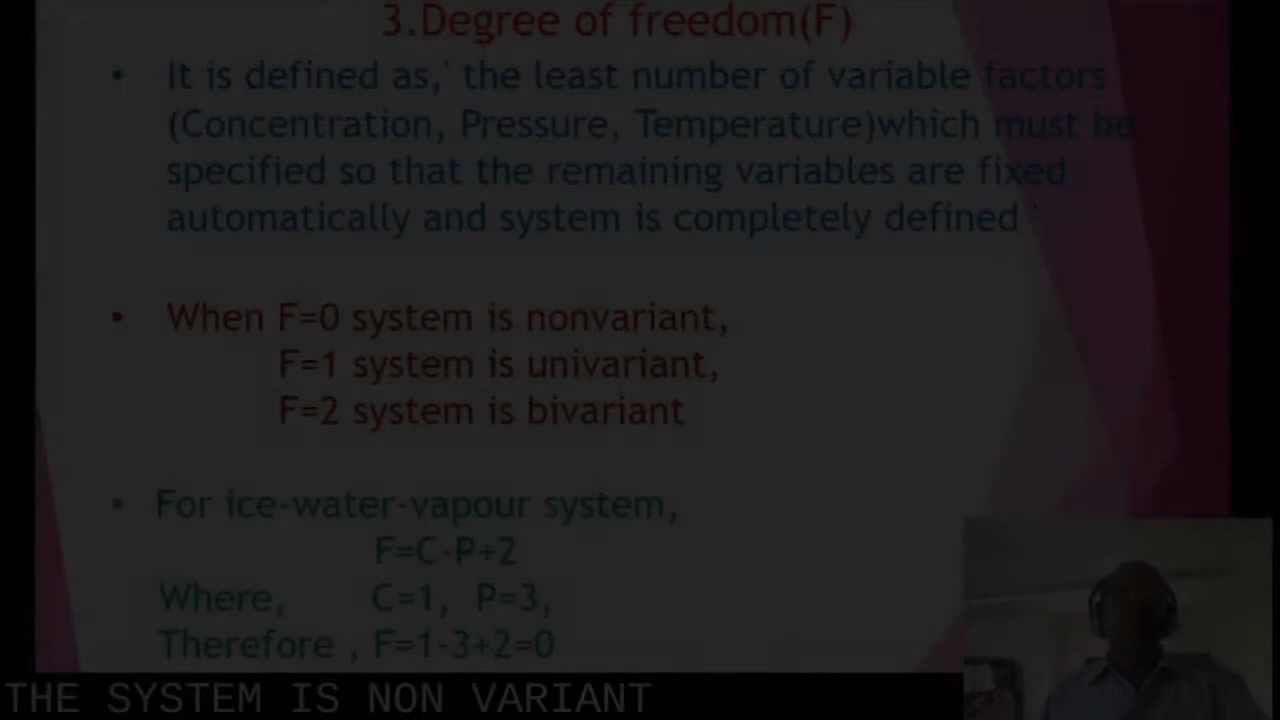 3.Degree of freedom(F)
• It is defined as,' the least number of variable factors
(Concentration, Pressure, Temperature)which must be
specified so that the remaining variables are fixed
automatically and system is completely defined '
• When F=0 system is nonvariant,
F=1 system is univariant,
F=2 system is bivariant
• For ice-water-vapour system,
F=C-P+2
Where, C=1, P=3,
Therefore , F=1-3+2=0
THE SYSTEM IS NON VARIANT